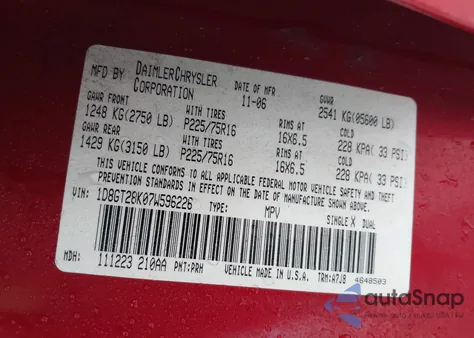 MFD BY DAIMLERCHRYSLER CORPORATION
DATE OF MFR 11-06
GVWR 2541 KG(05600 LB)
GAWR FRONT 1248 KG(2750 LB)
WITH TIRES P225/75R16
RIMS AT 16X6.5
COLD 228 KPA( 33 PSI)
GAWR REAR 1429 KG(3150 LB)
WITH TIRES P225/75R16
RIMS AT 16X6.5
COLD 228 KPA( 33 PSI)
THIS VEHICLE CONFORMS TO ALL APPLICABLE FEDERAL MOTOR VEHICLE SAFETY AND THEFT
PREVENTION STANDARDS IN EFFECT ON THE DATE OF MANUFACTURE SHOWN ABOVE.
VIN: 1D8GT28K07W596226 TYPE: MPV SINGLE X DUAL
MDH: 111223 210AA PNT:PRH VEHICLE MADE IN U.S.A. TRM:A7J8 4648503
autoSnap